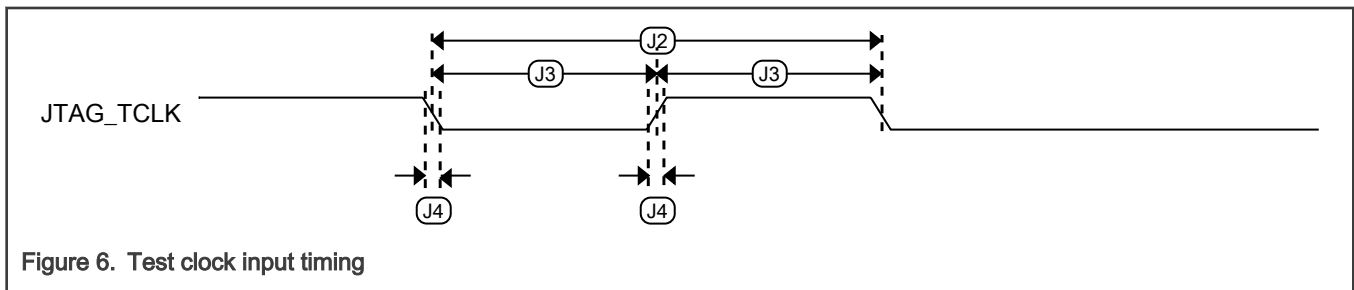 J2
J3 J3
JTAG_TCLK
J4 J4
Figure 6. Test clock input timing